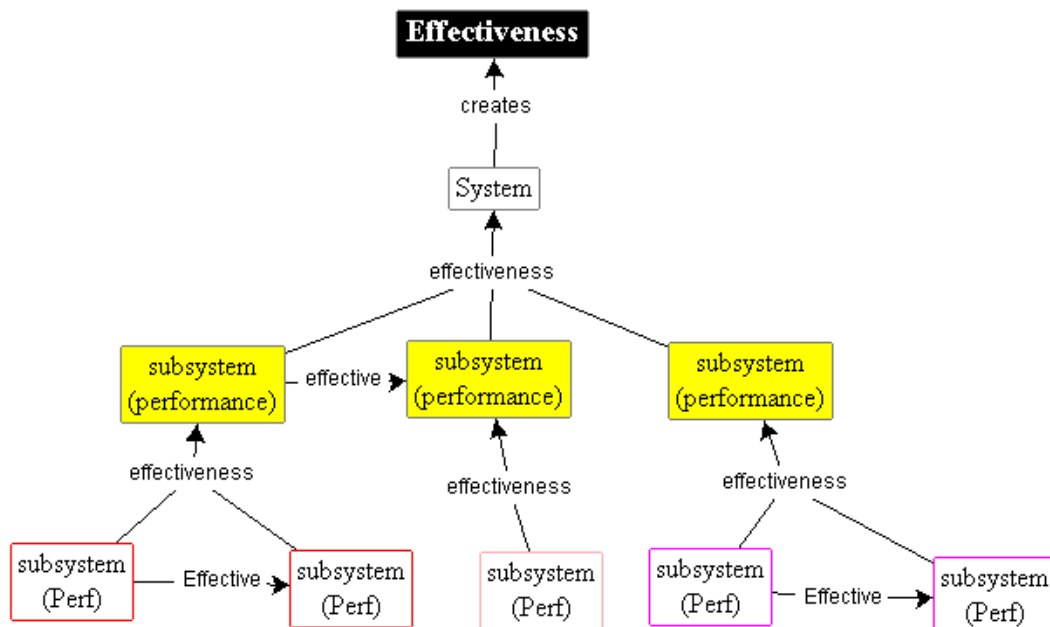 Effectiveness
creates
System
effectiveness
subsystem
(performance)
effective
subsystem
(performance)
subsystem
(performance)
effectiveness
effectiveness
effectiveness
subsystem
(Perf)
Effective
subsystem
(Perf)
subsystem
(Perf)
subsystem
(Perf)
Effective
subsystem
(Perf)